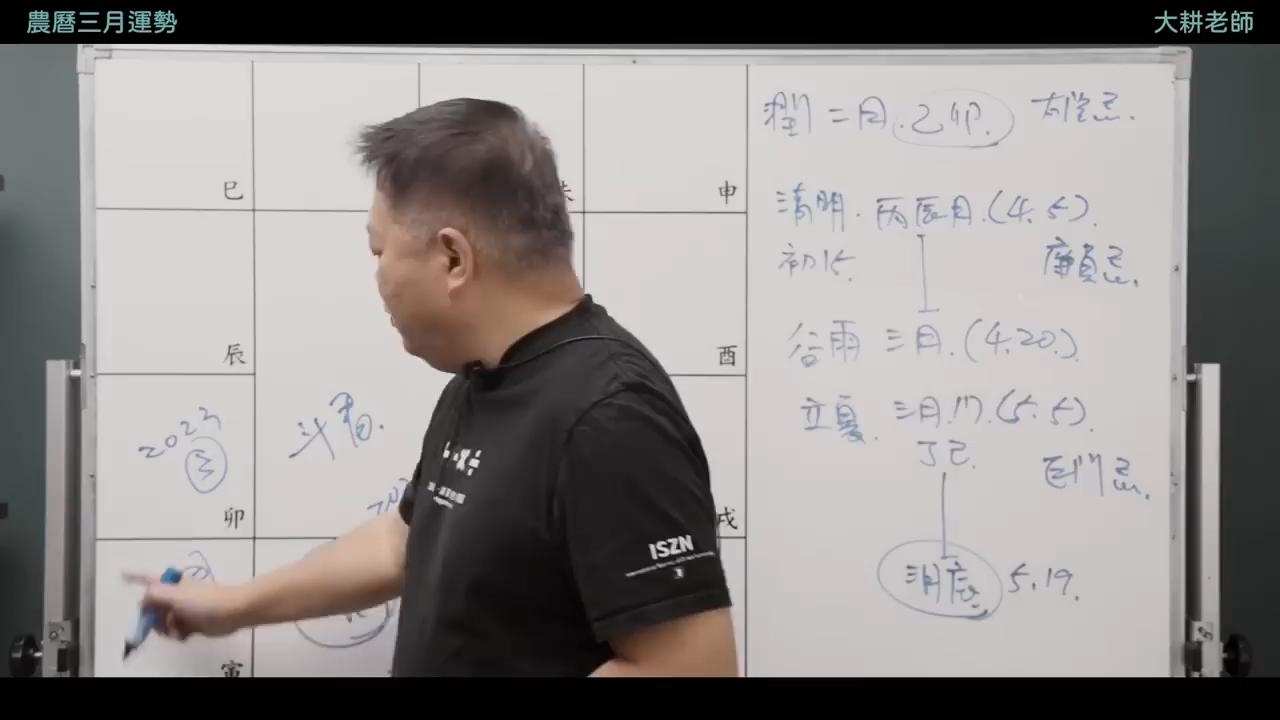 農曆三月運勢
大耕老師
閏二月.乙卯.
太陰忌.
清明.丙辰月.(4.5).
初15.
廉貞忌.
谷雨 三月.(4.20).
立夏. 三月17.(5.5).
丁巳.
巨門忌.
三月底 5.19.
巳
申
辰
酉
2023
③
斗君.
卯
戌
寅
ISZN